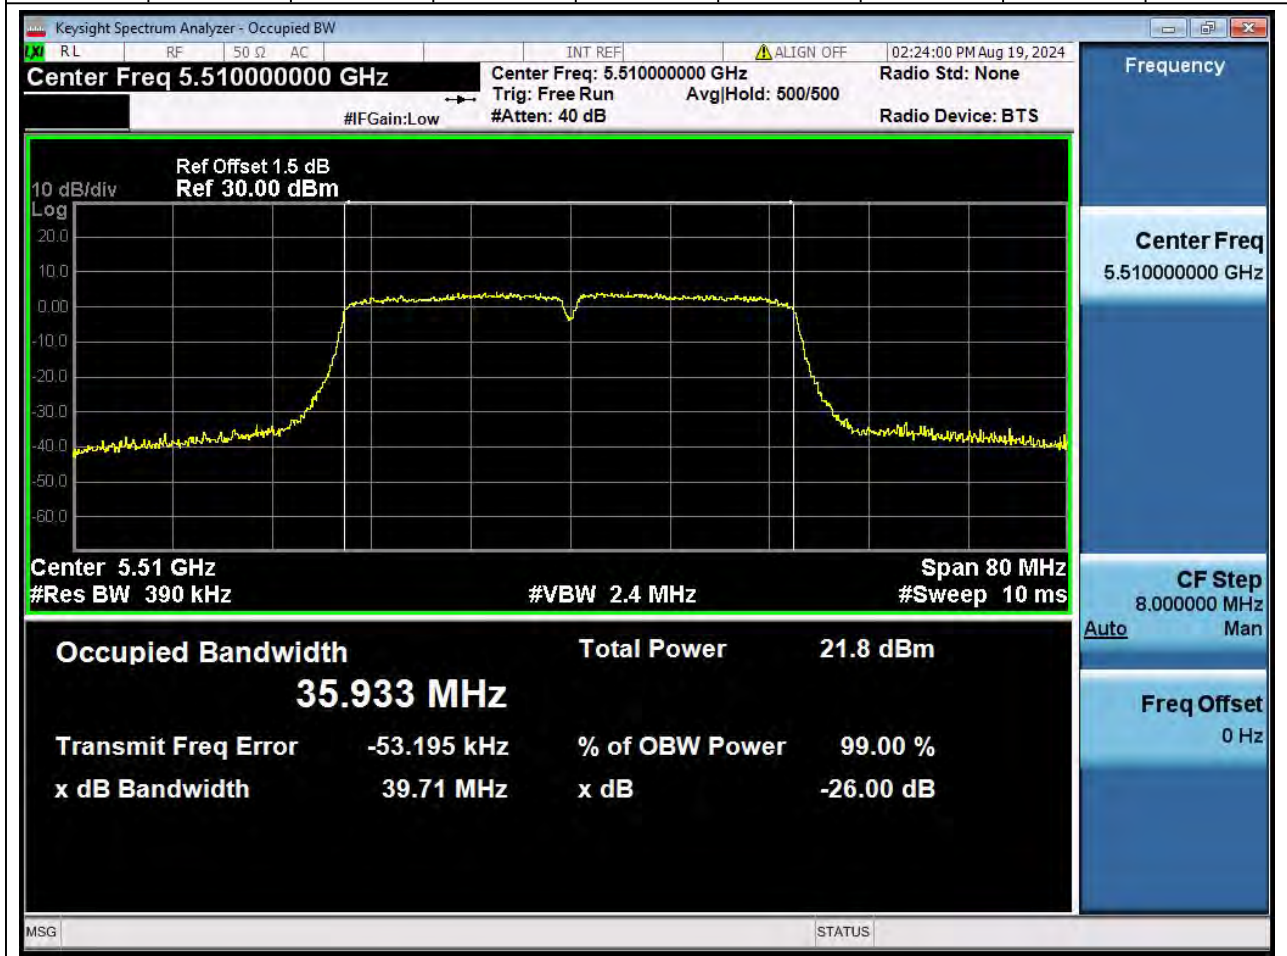 Keysight Spectrum Analyzer - Occupied BW
LXI RL RF 50 Ω AC INT REF ALIGN OFF 02:24:00 PM Aug 19, 2024
Center Freq 5.510000000 GHz Center Freq: 5.510000000 GHz Radio Std: None
Trig: Free Run Avg|Hold: 500/500
#IFGain:Low #Atten: 40 dB Radio Device: BTS
Frequency
Ref Offset 1.5 dB
10 dB/div Ref 30.00 dBm
Log
20.0
10.0
0.00
-10.0
-20.0
-30.0
-40.0
-50.0
-60.0
Center 5.51 GHz Span 80 MHz
#Res BW 390 kHz #VBW 2.4 MHz #Sweep 10 ms
Center Freq
5.510000000 GHz
CF Step
8.000000 MHz
Auto Man
Freq Offset
0 Hz
Occupied Bandwidth Total Power 21.8 dBm
35.933 MHz
Transmit Freq Error -53.195 kHz % of OBW Power 99.00 %
x dB Bandwidth 39.71 MHz x dB -26.00 dB
MSG STATUS